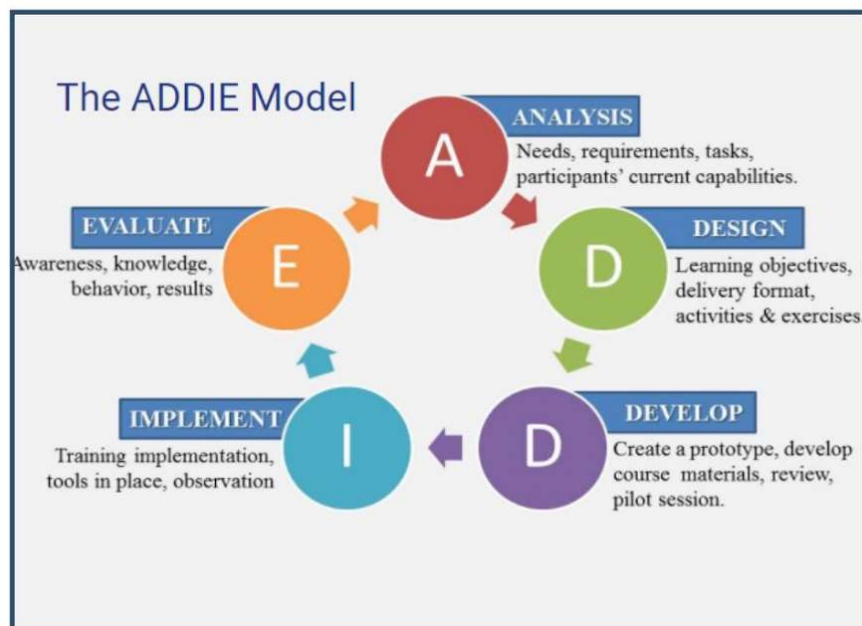 The ADDIE Model
A
ANALYSIS
Needs, requirements, tasks,
participants’ current capabilities.
D
DESIGN
Learning objectives,
delivery format,
activities & exercises.
D
DEVELOP
Create a prototype, develop
course materials, review,
pilot session.
I
IMPLEMENT
Training implementation,
tools in place, observation
E
EVALUATE
Awareness, knowledge,
behavior, results